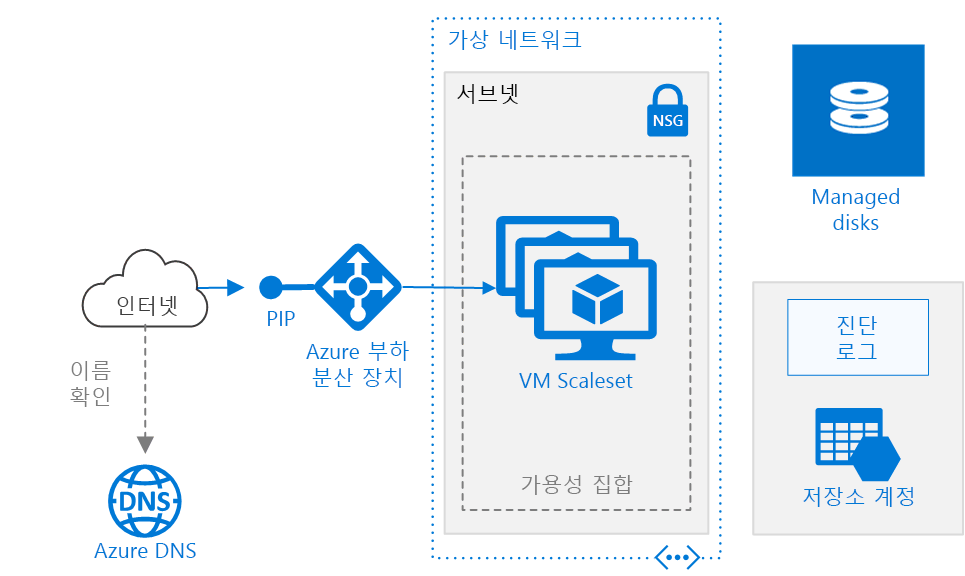 가상 네트워크
서브넷
NSG
Managed
disks
인터넷
PIP
Azure 부하
분산 장치
VM Scaleset
진단
로그
이름
확인
가용성 집합
저장소 계정
DNS
Azure DNS